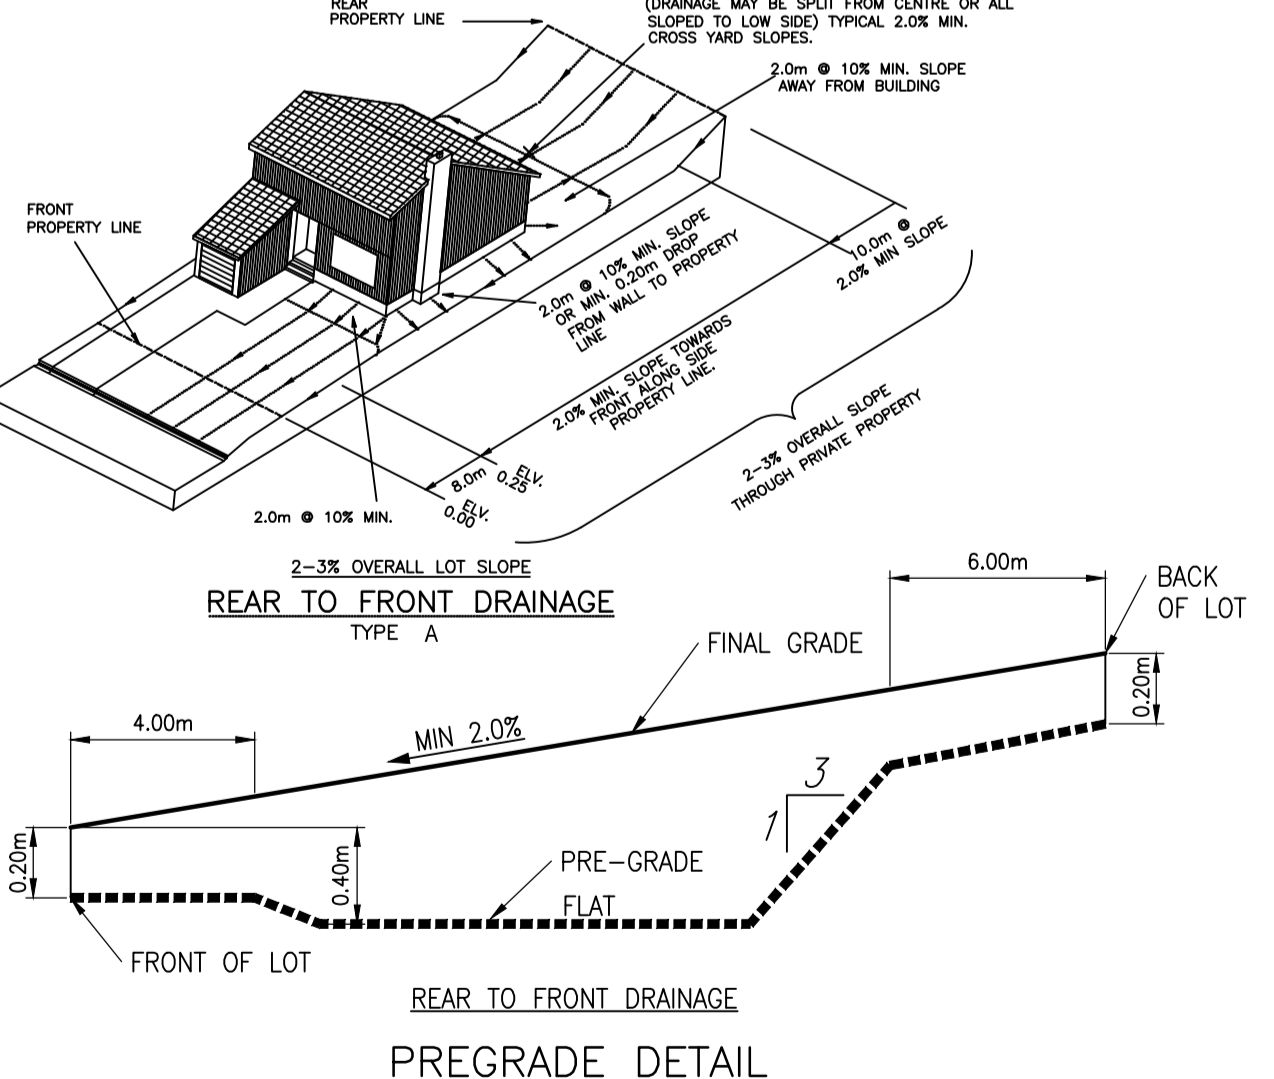 REAR
PROPERTY LINE
(DRAINAGE MAY BE SPLIT FROM CENTRE OR ALL
SLOPED TO LOW SIDE) TYPICAL 2.0% MIN.
CROSS YARD SLOPES.
2.0m @ 10% MIN. SLOPE
AWAY FROM BUILDING
FRONT
PROPERTY LINE
10.0m @
2.0% MIN SLOPE
2.0m @ 10% MIN. SLOPE
OR MIN. 0.20m DROP
FROM WALL TO PROPERTY
LINE
2.0% MIN. SLOPE TOWARDS
FRONT ALONG SIDE
PROPERTY LINE.
2-3% OVERALL SLOPE
THROUGH PRIVATE PROPERTY
8.0m
ELV.
0.25
ELV.
0.00
2.0m @ 10% MIN.
2-3% OVERALL LOT SLOPE
REAR TO FRONT DRAINAGE
TYPE A
6.00m
BACK
OF LOT
FINAL GRADE
0.20m
4.00m
MIN 2.0%
3
1
0.20m
0.40m
PRE-GRADE
FLAT
FRONT OF LOT
REAR TO FRONT DRAINAGE
PREGRADE DETAIL